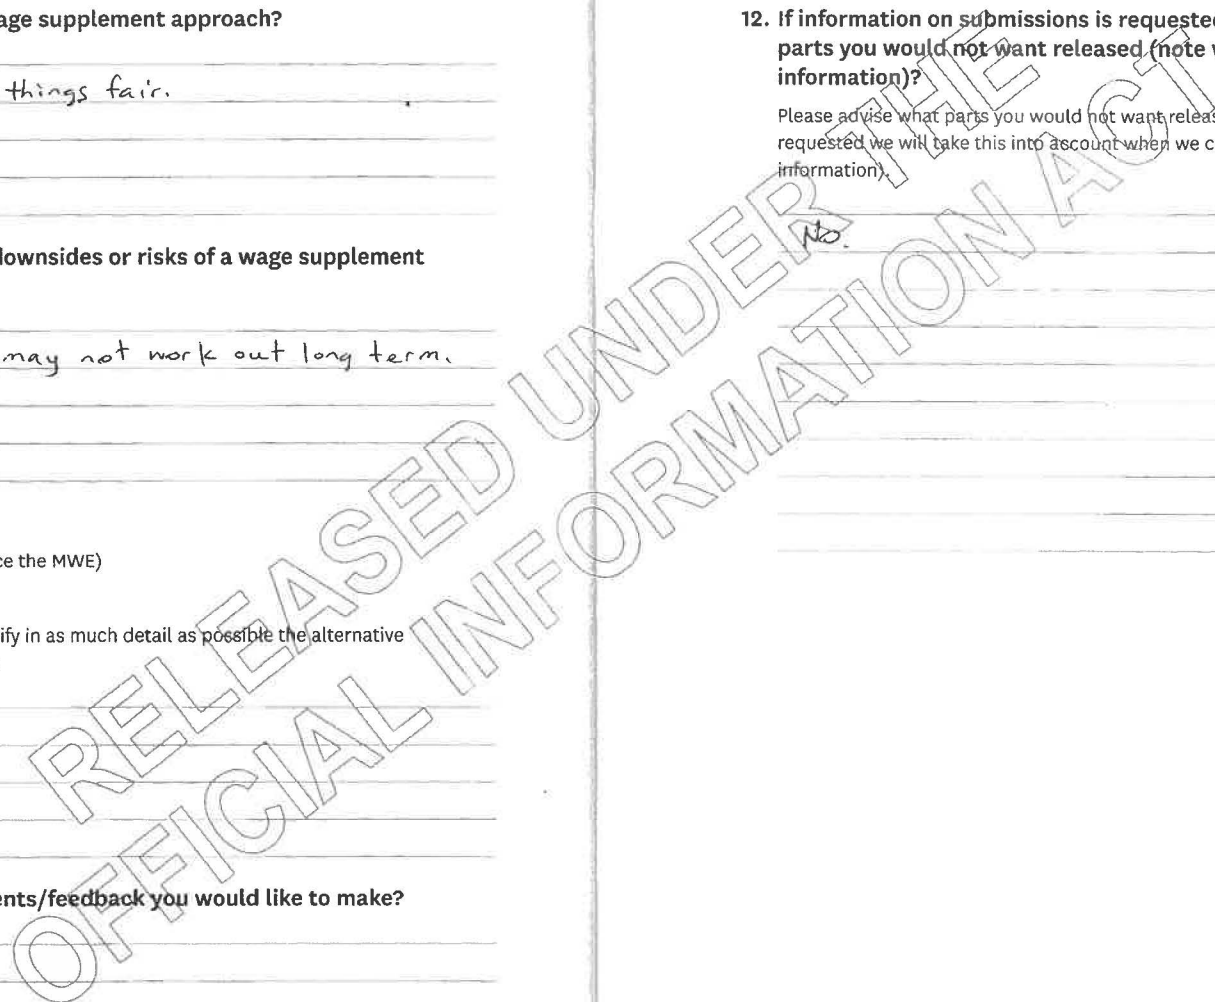 age supplement approach?
things fair.
downsides or risks of a wage supplement
may not work out long term.
ce the MWE)
ify in as much detail as possible the alternative
ents/feedback you would like to make?
12. If information on submissions is requeste
parts you would not want released (note
information)?
Please advise what parts you would not want releas
requested we will take this into account when we c
information).
No.
RELEASED UNDER THE
OFFICIAL INFORMATION ACT